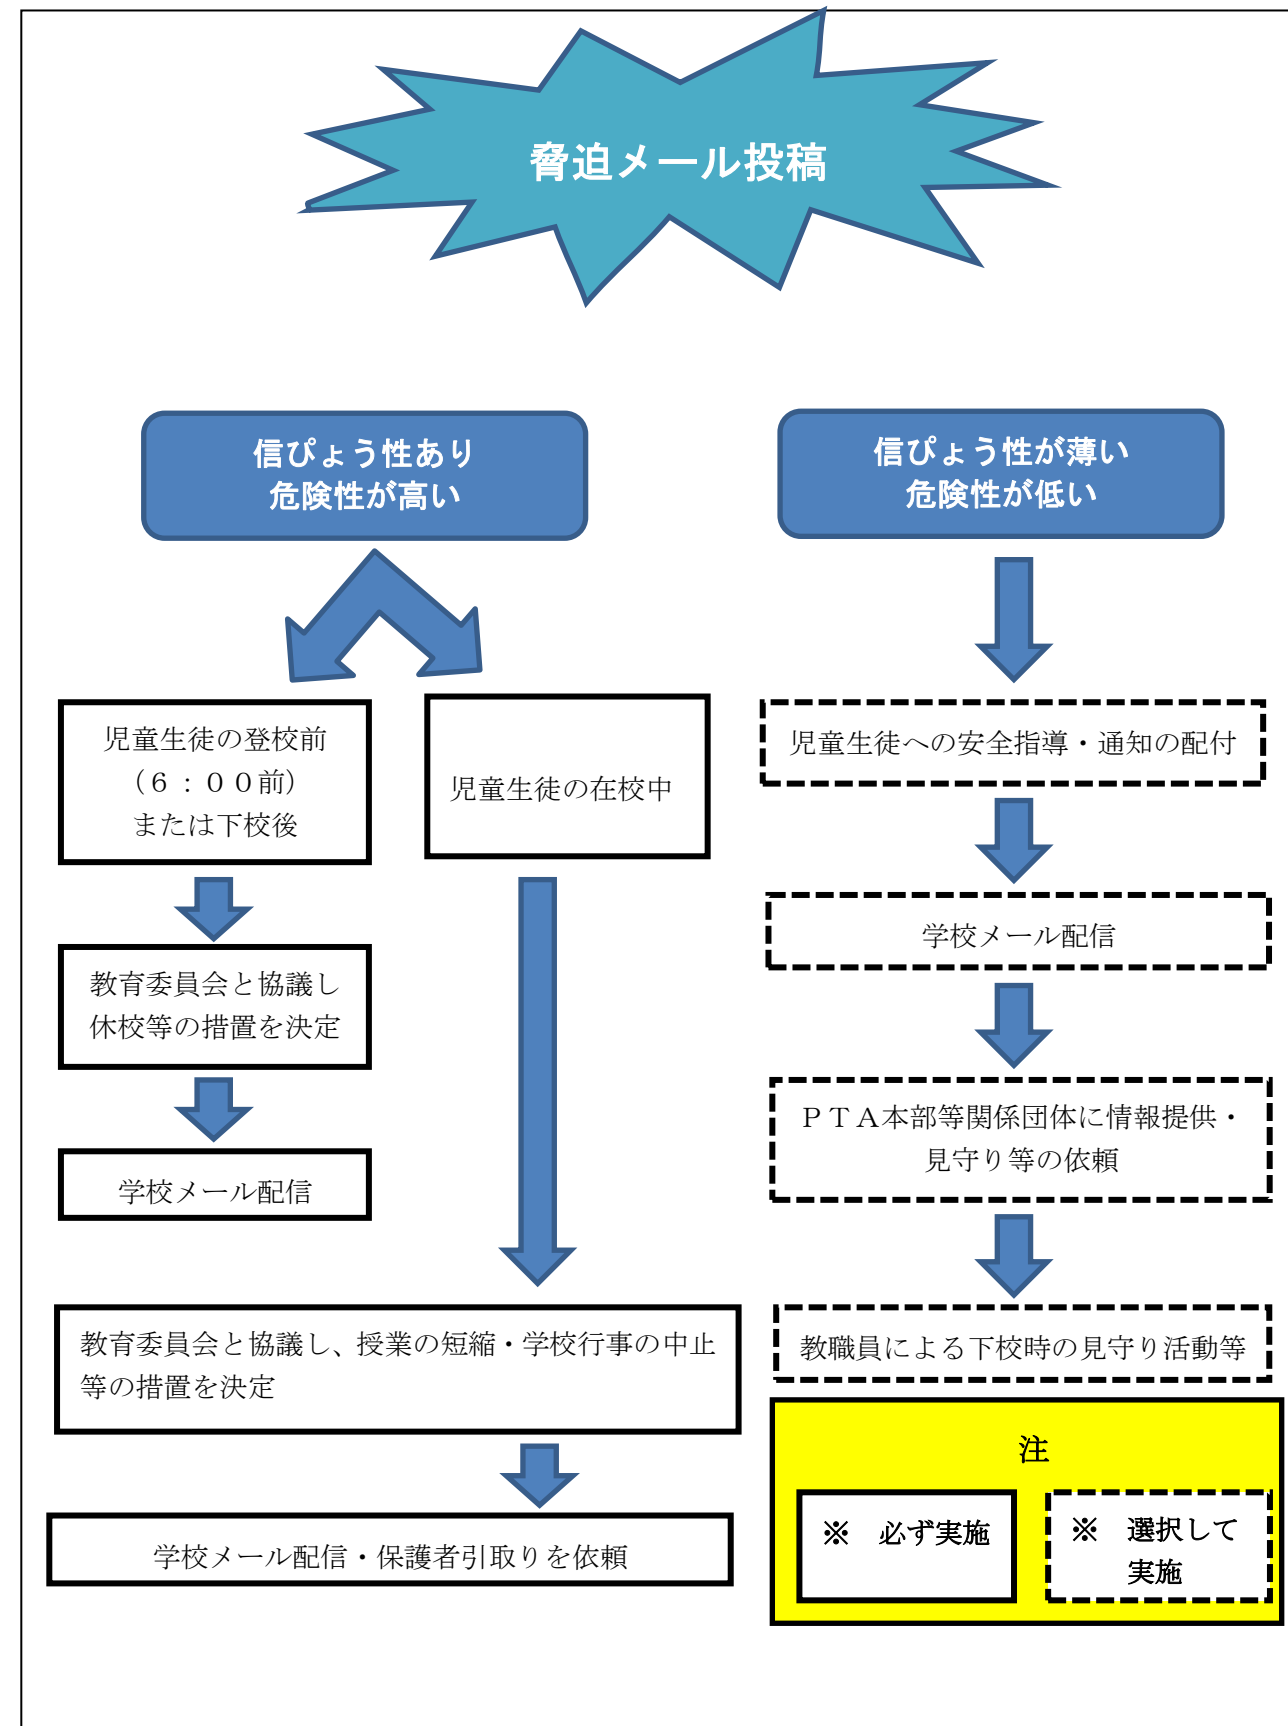 脅迫メール投稿
信ぴょう性あり
危険性が高い
信ぴょう性が薄い
危険性が低い
児童生徒の登校前
（６：００前）
または下校後
児童生徒の在校中
教育委員会と協議し
休校等の措置を決定
学校メール配信
教育委員会と協議し、授業の短縮・学校行事の中止
等の措置を決定
学校メール配信・保護者引取りを依頼
児童生徒への安全指導・通知の配付
学校メール配信
ＰＴＡ本部等関係団体に情報提供・
見守り等の依頼
教職員による下校時の見守り活動等
注
※　必ず実施
※　選択して
実施